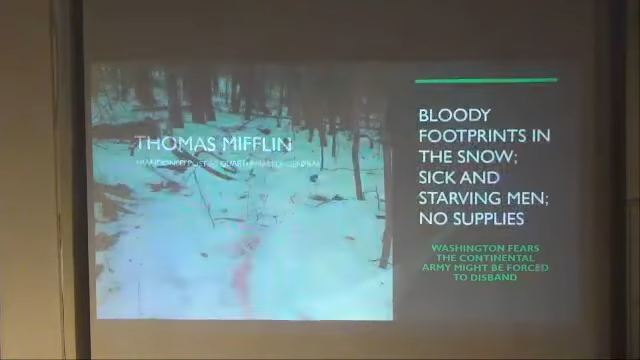 THOMAS MIFFLIN
BLOODY
FOOTPRINTS IN
THE SNOW;
SICK AND
STARVING MEN;
NO SUPPLIES
WASHINGTON FEARS
THE CONTINENTAL
ARMY MIGHT BE FORCED
TO DISBAND